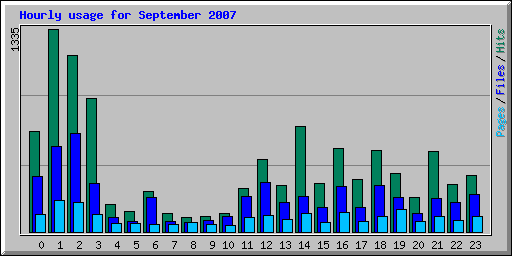 Hourly usage for September 2007
1335
Pages / Files / Hits
0 1 2 3 4 5 6 7 8 9 10 11 12 13 14 15 16 17 18 19 20 21 22 23